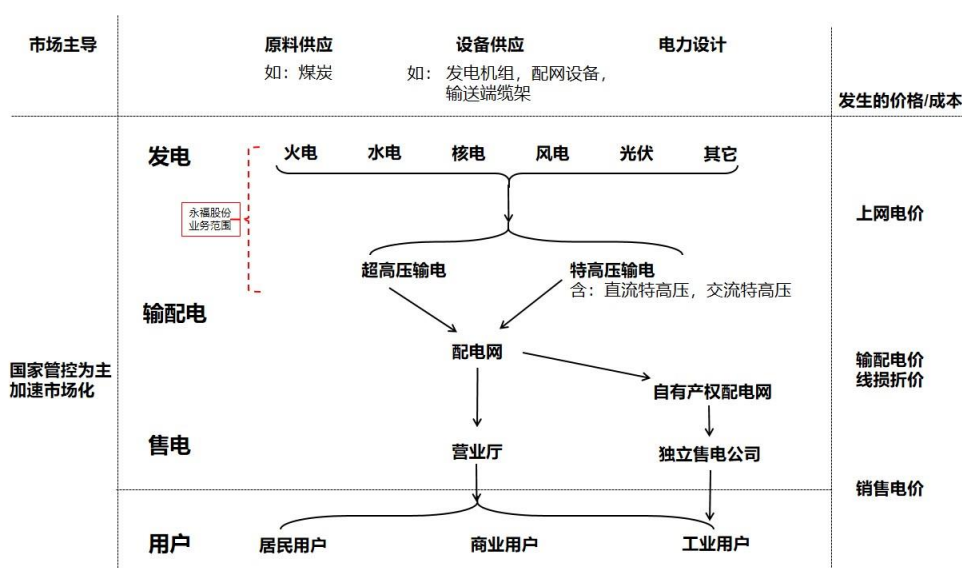 市场主导
原料供应
设备供应
电力设计
如：煤炭
如： 发电机组，配网设备，
输送端缆架
发生的价格/成本
发电
火电
水电
核电
风电
光伏
其它
永福股份
业务范围
上网电价
超高压输电
特高压输电
含：直流特高压，交流特高压
输配电
配电网
国家管控为主
加速市场化
输配电价
线损折价
自有产权配电网
售电
营业厅
独立售电公司
销售电价
用户
居民用户
商业用户
工业用户